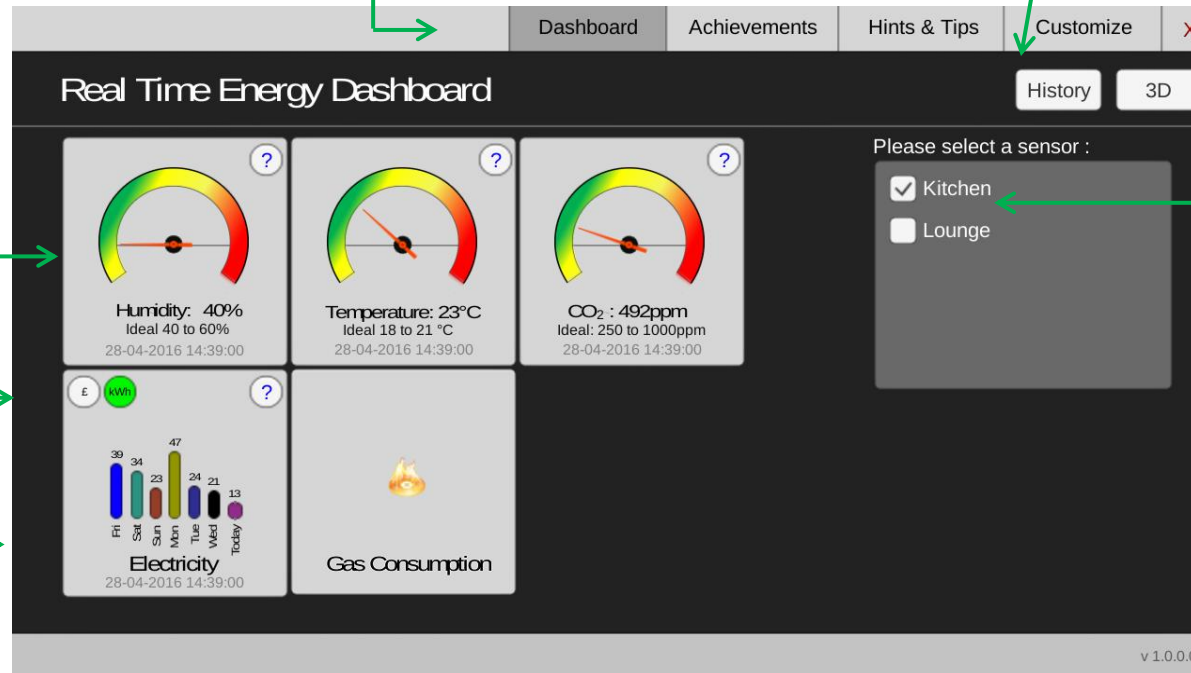 Dashboard
Achievements
Hints & Tips
Customize
X
Real Time Energy Dashboard
History
3D
Please select a sensor :
Kitchen
Lounge
?
Humidity: 40%
Ideal 40 to 60%
28-04-2016 14:39:00
?
Temperature: 23°C
Ideal 18 to 21 °C
28-04-2016 14:39:00
?
CO₂ : 492ppm
Ideal: 250 to 1000ppm
28-04-2016 14:39:00
£
kWh
?
39
34
23
47
24
21
13
Fri
Sat
Sun
Mon
Tue
Wed
Today
Electricity
28-04-2016 14:39:00
Gas Consumption
v 1.0.0.0